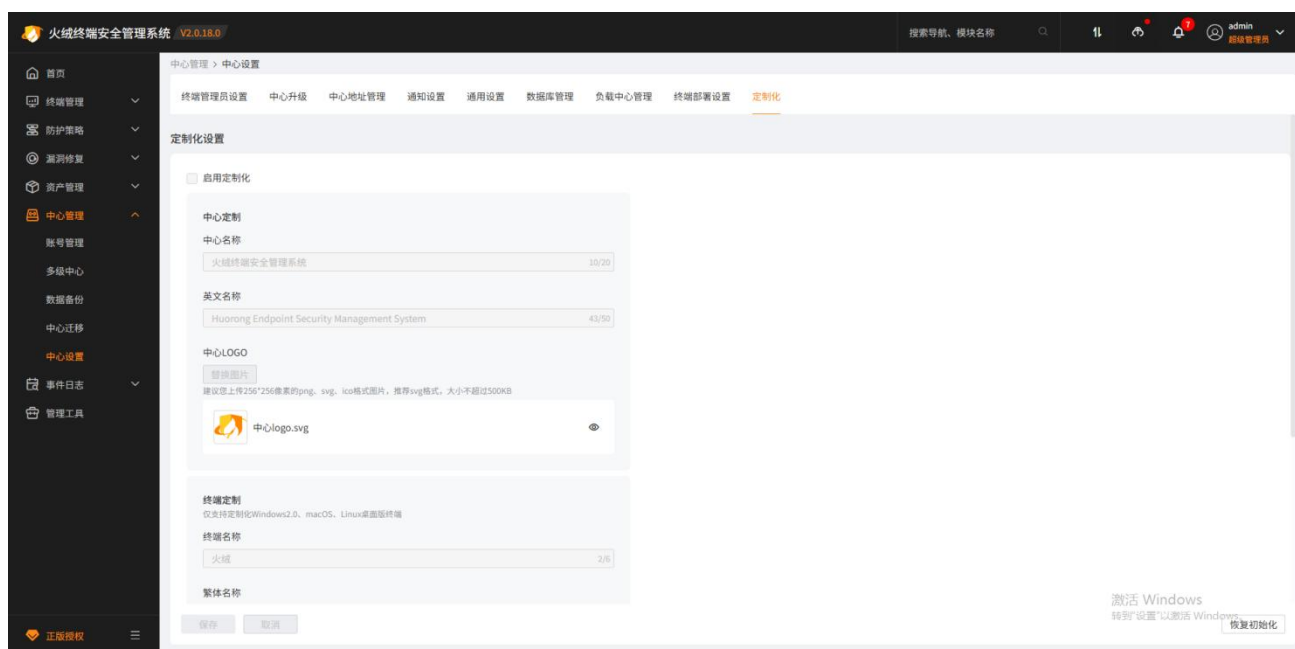 火绒终端安全管理系统 V2.0.18.0
搜索导航、模块名称
7
admin
超级管理员
首页
终端管理
防护策略
漏洞修复
资产管理
中心管理
账号管理
多级中心
数据备份
中心迁移
中心设置
事件日志
管理工具
正版授权
中心管理 > 中心设置
终端管理员设置 中心升级 中心地址管理 通知设置 通用设置 数据库管理 负载中心管理 终端部署设置 定制化
定制化设置
启用定制化
中心定制
中心名称
火绒终端安全管理系统 10/20
英文名称
Huorong Endpoint Security Management System 43/50
中心LOGO
替换图片
建议您上传256*256像素的png、svg、ico格式图片，推荐svg格式，大小不超过500KB
中心logo.svg
终端定制
仅支持定制化Windows2.0、macOS、Linux桌面版终端
终端名称
火绒 2/6
繁体名称
保存 取消
激活 Windows
转到"设置"以激活 Windows。
恢复初始化